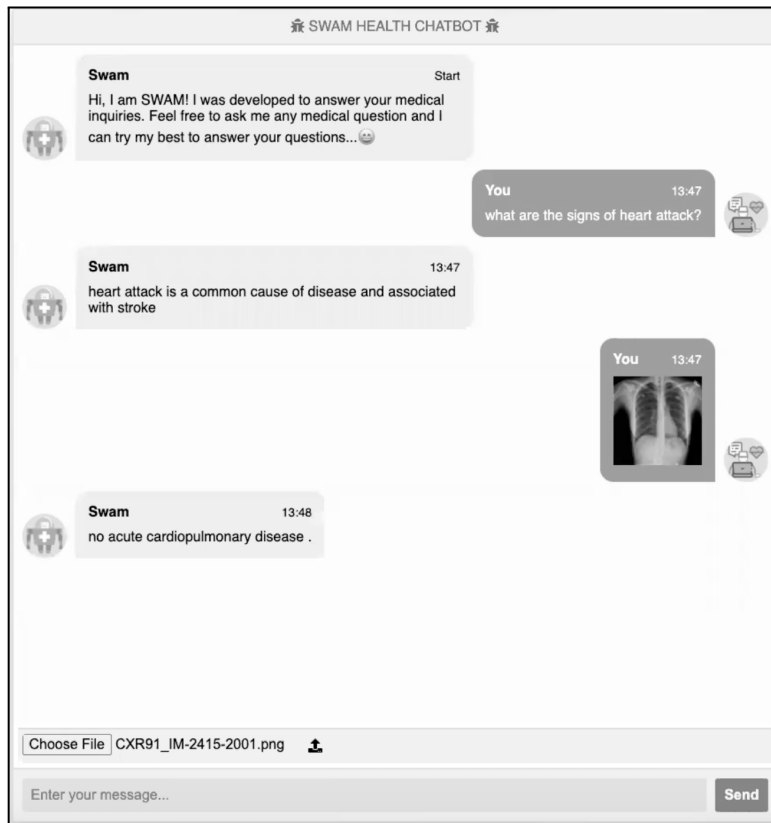 SWAM HEALTH CHATBOT
Swam Start
Hi, I am SWAM! I was developed to answer your medical
inquiries. Feel free to ask me any medical question and I
can try my best to answer your questions...😀
You 13:47
what are the signs of heart attack?
Swam 13:47
heart attack is a common cause of disease and associated
with stroke
You 13:47
Swam 13:48
no acute cardiopulmonary disease .
Choose File CXR91_IM-2415-2001.png
Enter your message... Send